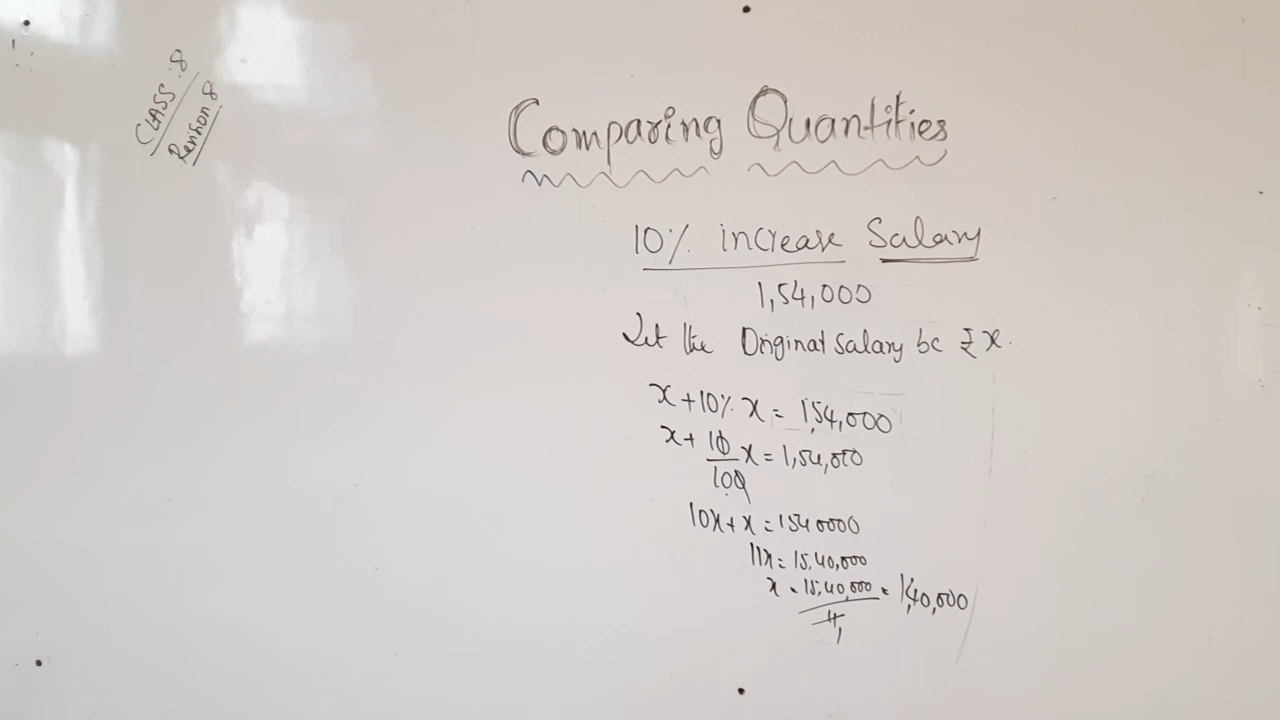 CLASS :8
Revision 8
Comparing Quantities
10% increase Salary
1,54,000
Let the Original salary be ₹ x.
x + 10% x = 1,54,000
x + 10/100 x = 1,54,000
10x + x = 1540000
11x = 15,40,000
x = 15,40,000/11 = 1,40,000
1